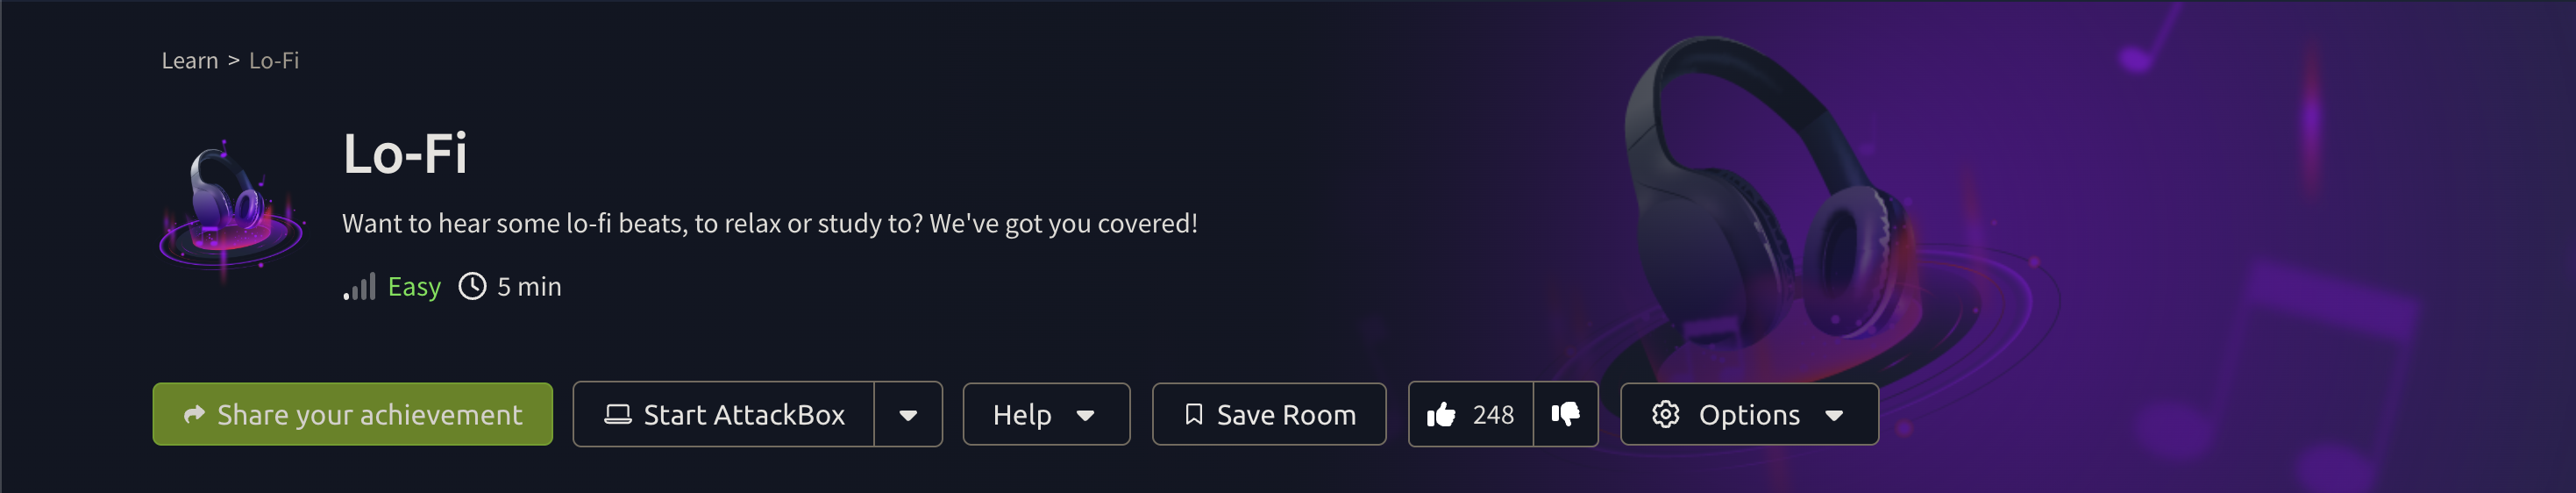 Learn > Lo-Fi
Lo-Fi
Want to hear some lo-fi beats, to relax or study to? We've got you covered!
Easy 5 min
Share your achievement Start AttackBox Help Save Room 248 Options